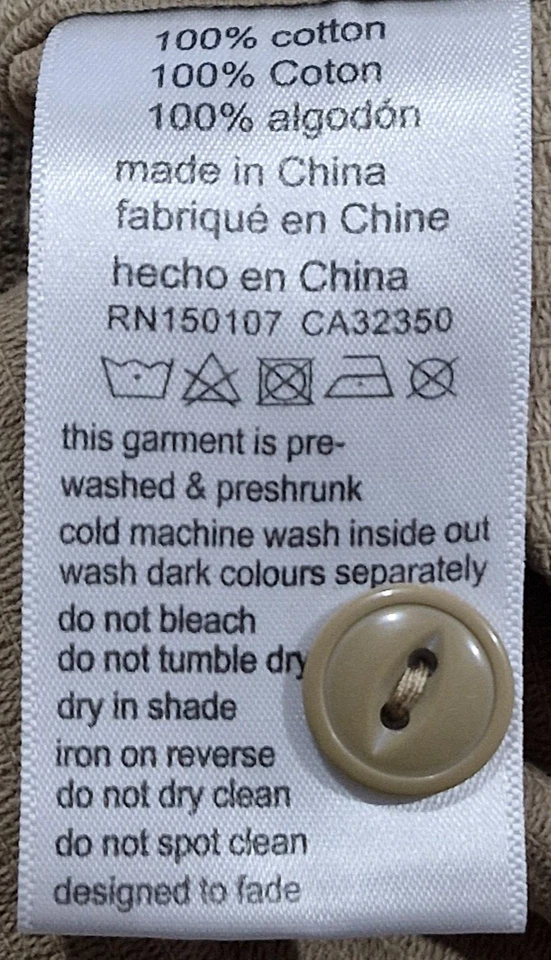 100% cotton
100% Coton
100% algodón
made in China
fabriqué en Chine
hecho en China
RN150107 CA32350
this garment is pre-
washed & preshrunk
cold machine wash inside out
wash dark colours separately
do not bleach
do not tumble dry
dry in shade
iron on reverse
do not dry clean
do not spot clean
designed to fade